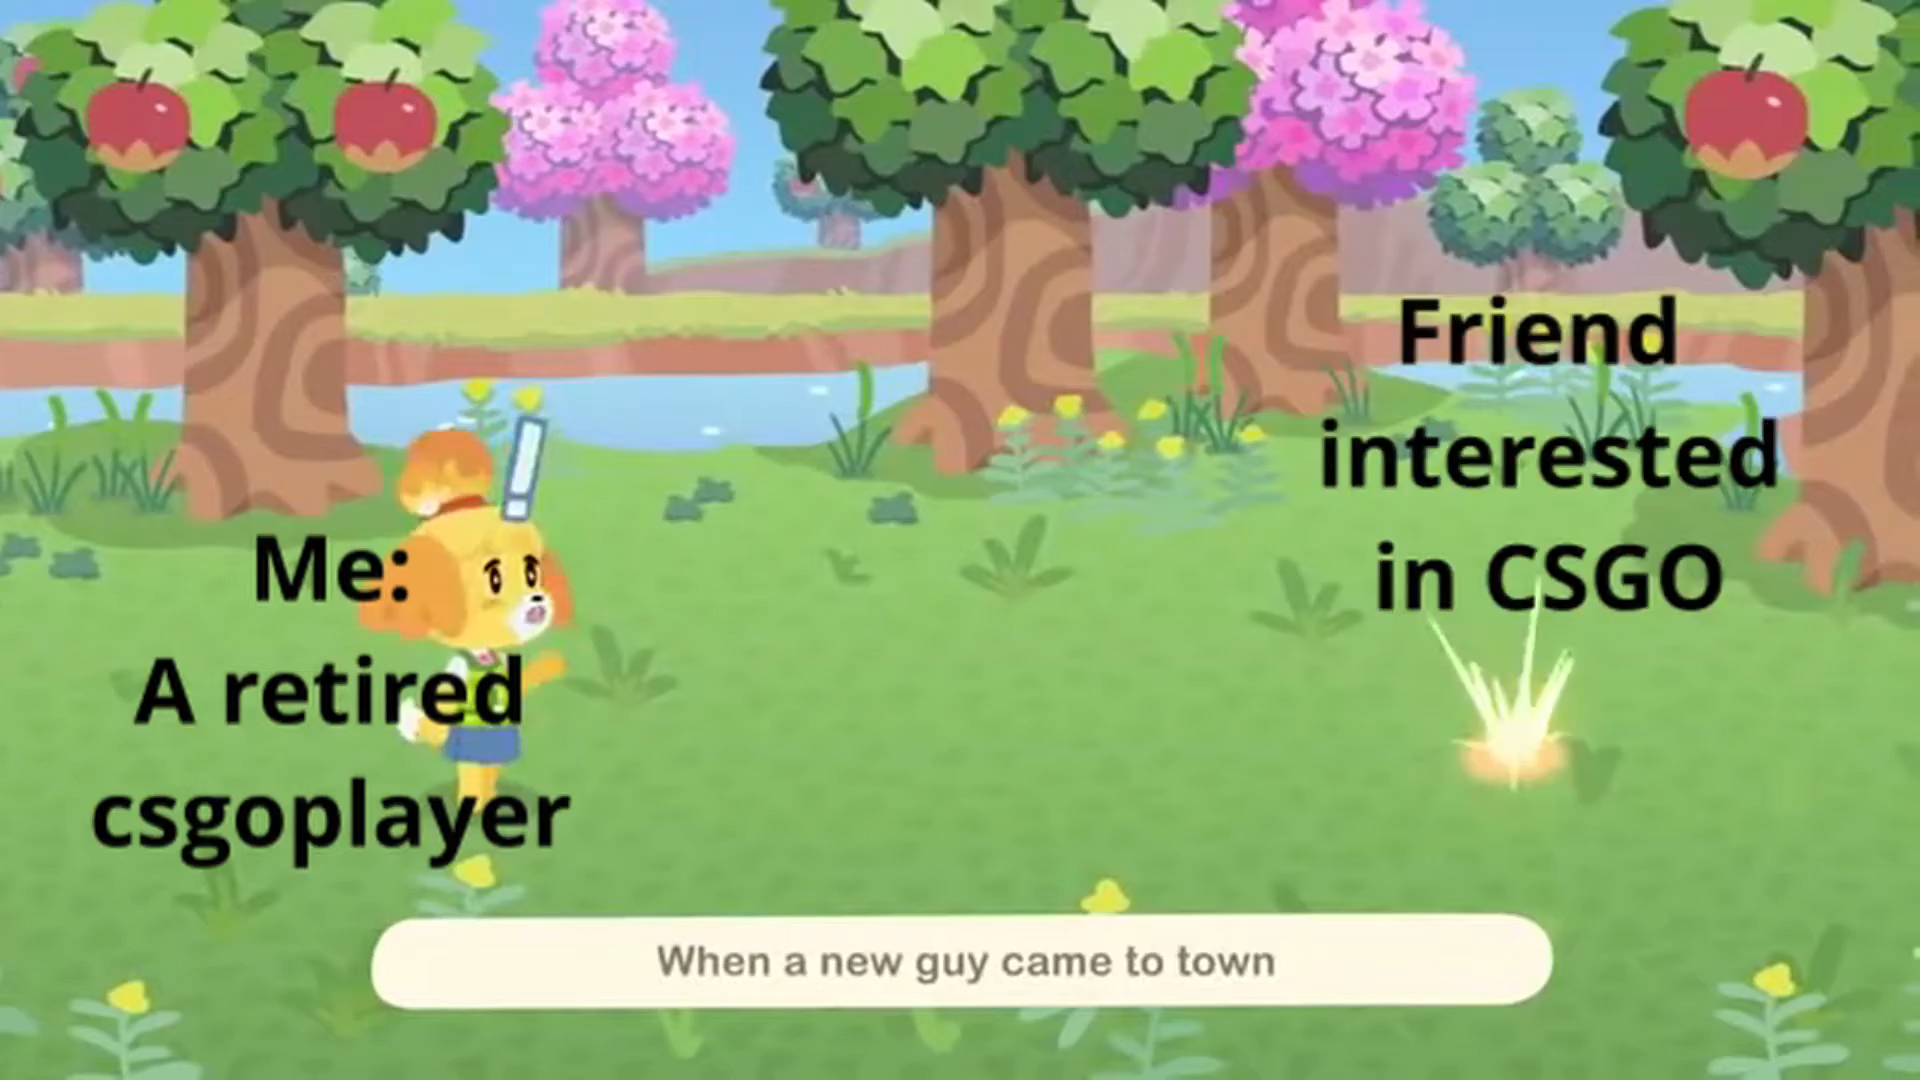 Me:
A retired
csgoplayer
Friend
interested
in CSGO
When a new guy came to town